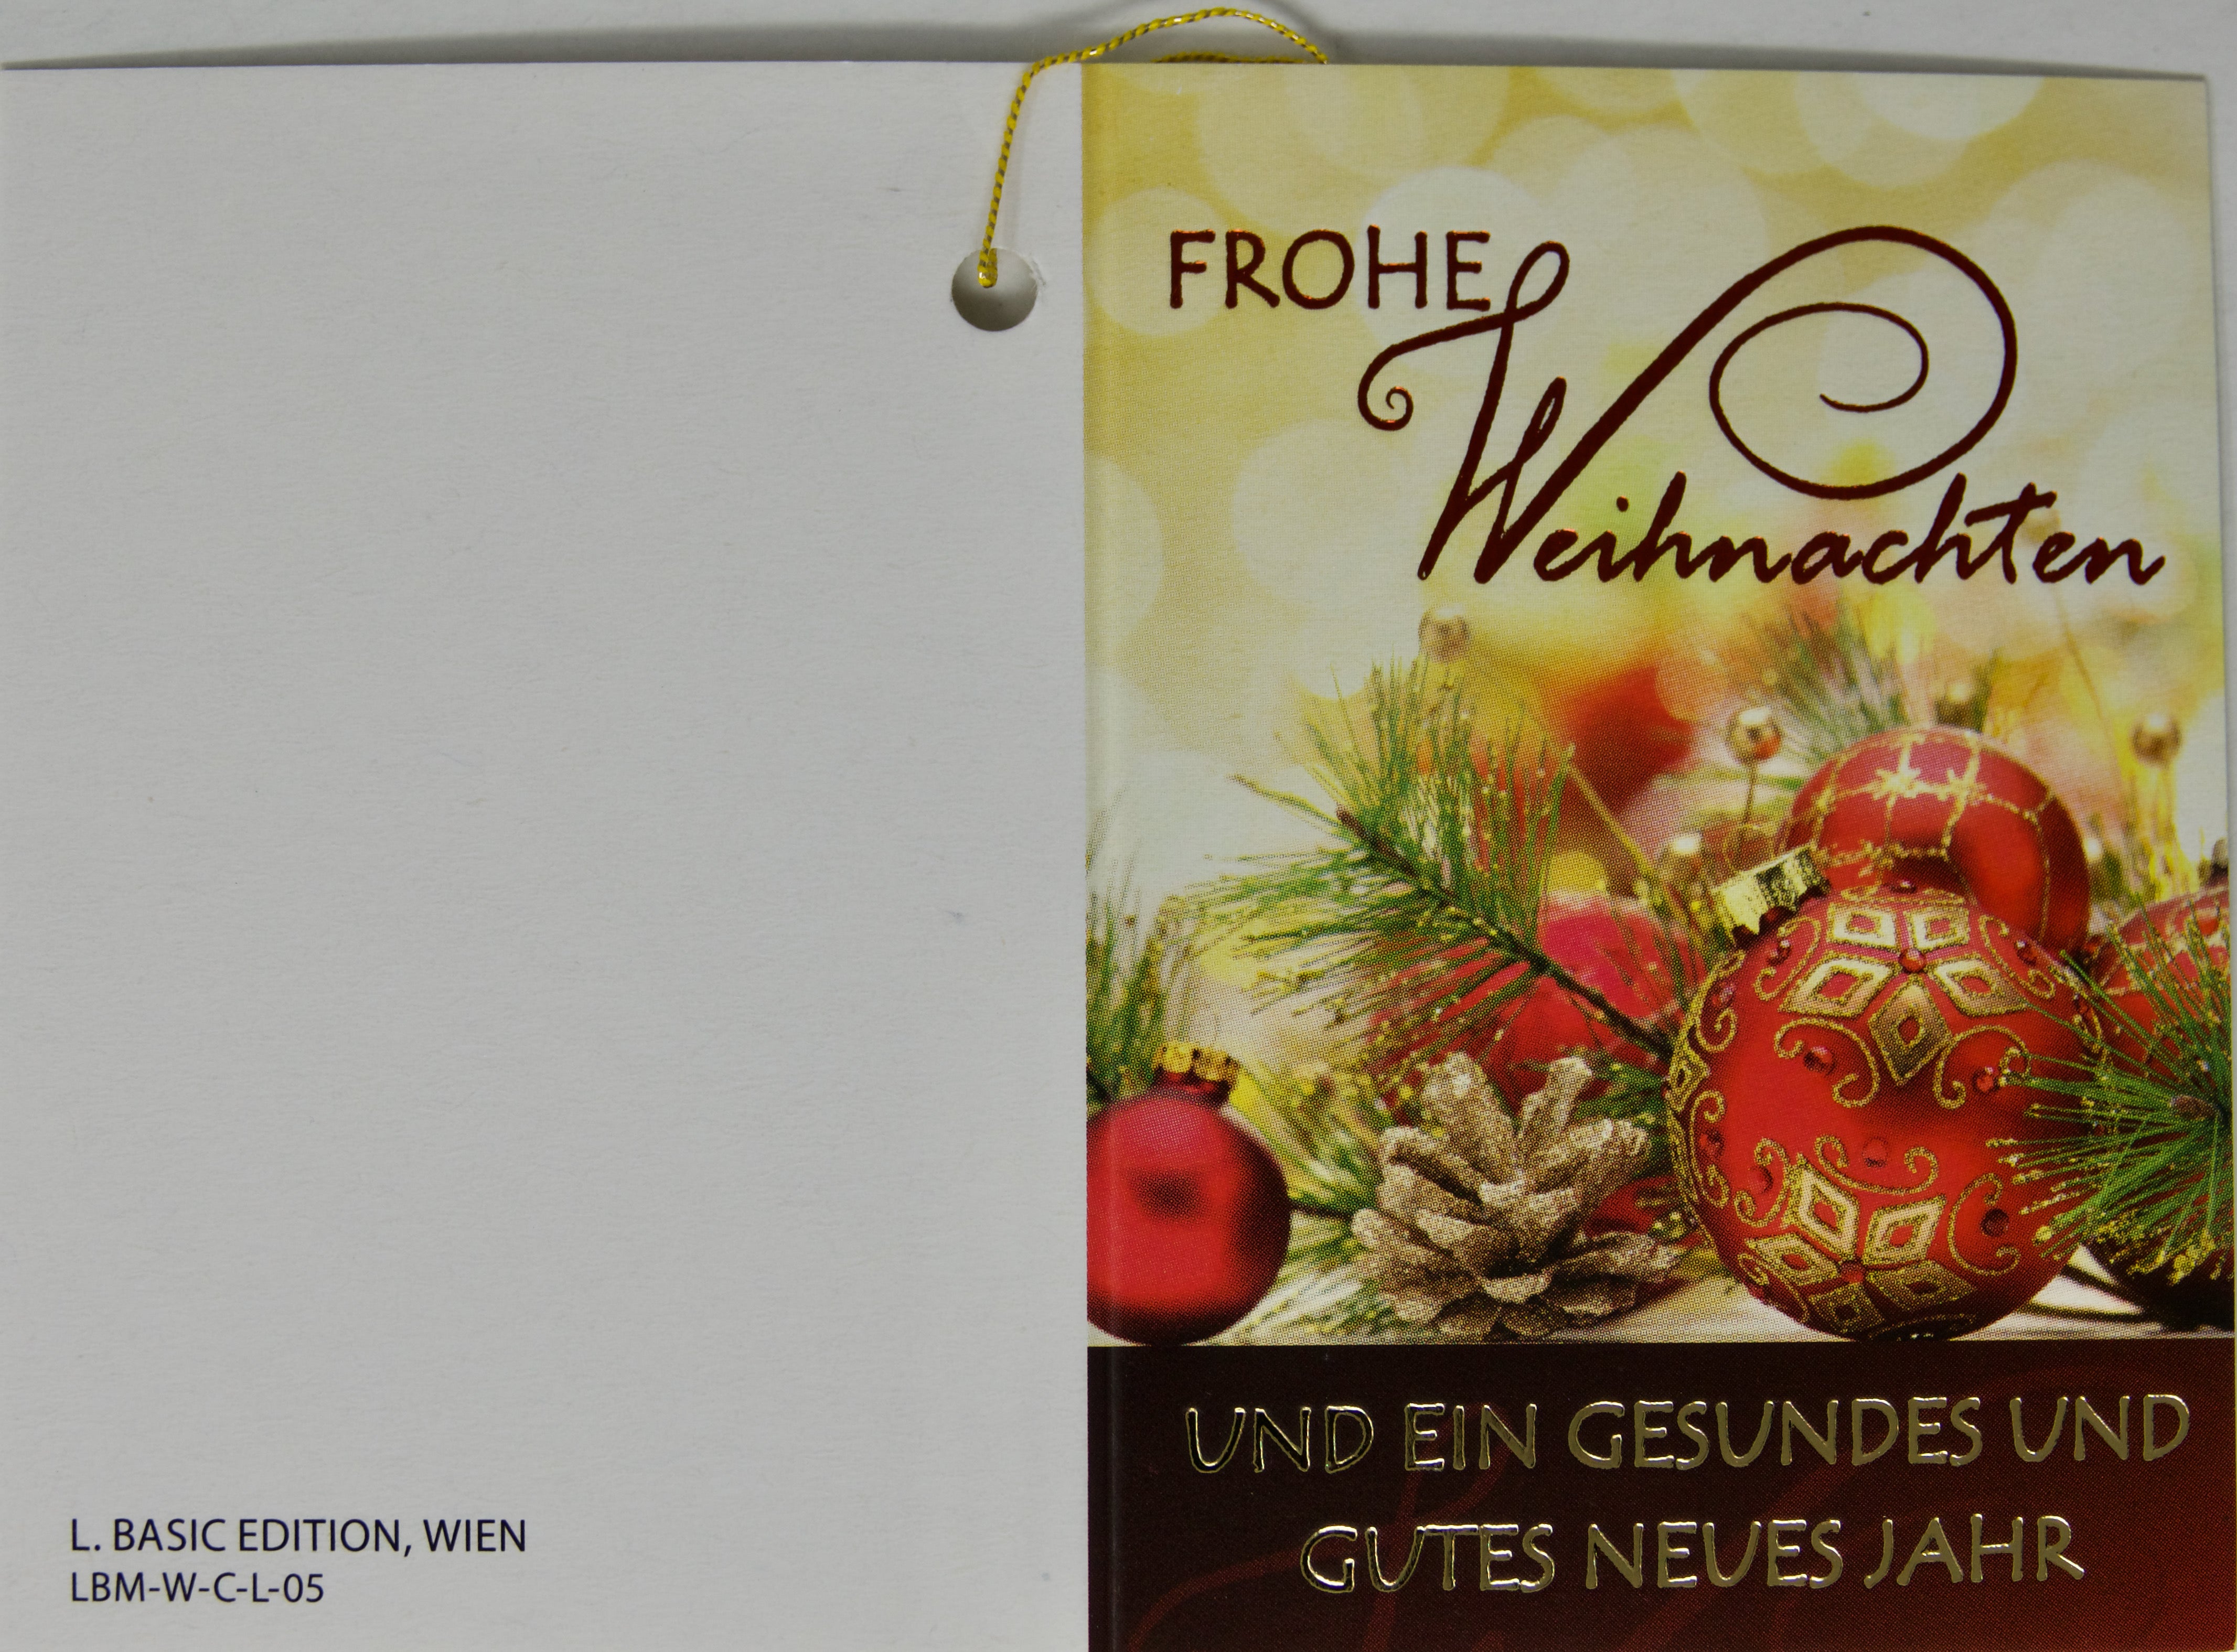 FROHE
Weihnachten
UND EIN GESUNDES UND
GUTES NEUES JAHR
L. BASIC EDITION, WIEN
LBM-W-C-L-05